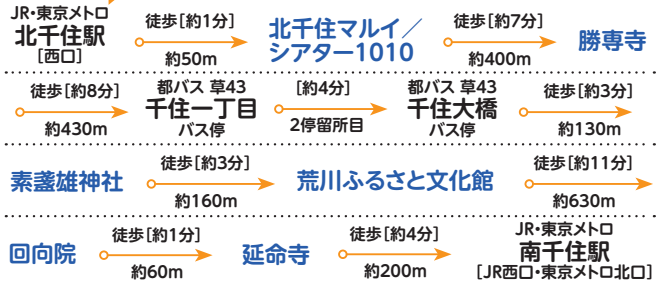 JR・東京メトロ
北千住駅
[西口]
徒歩[約1分]
約50m
北千住マルイ／
シアター1010
徒歩[約7分]
約400m
勝専寺
徒歩[約8分]
約430m
都バス 草43
千住一丁目
バス停
[約4分]
2停留所目
都バス 草43
千住大橋
バス停
徒歩[約3分]
約130m
素盞雄神社
徒歩[約3分]
約160m
荒川ふるさと文化館
徒歩[約11分]
約630m
回向院
徒歩[約1分]
約60m
延命寺
徒歩[約4分]
約200m
JR・東京メトロ
南千住駅
[JR西口・東京メトロ北口]